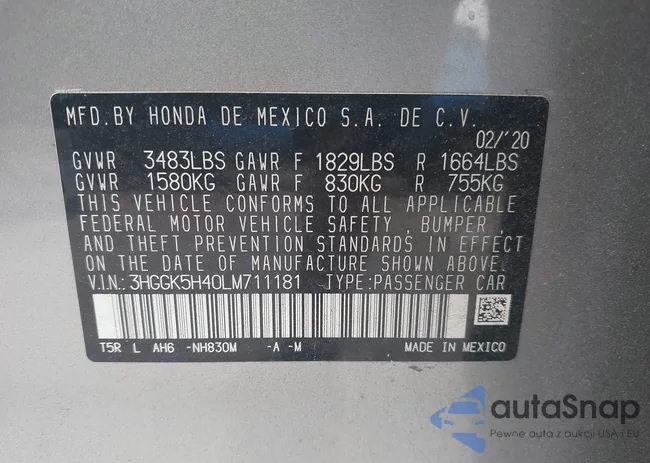 MFD.BY HONDA DE MEXICO S.A. DE C.V.
02/'20
GVWR 3483LBS GAWR F 1829LBS R 1664LBS
GVWR 1580KG GAWR F 830KG R 755KG
THIS VEHICLE CONFORMS TO ALL APPLICABLE
FEDERAL MOTOR VEHICLE SAFETY , BUMPER ,
AND THEFT PREVENTION STANDARDS IN EFFECT
ON THE DATE OF MANUFACTURE SHOWN ABOVE.
V.I.N.: 3HGGK5H40LM711181 TYPE:PASSENGER CAR
T5R L AH6 -NH830M -A -M MADE IN MEXICO
autaSnap
Pewne auta z aukcji USA i EU